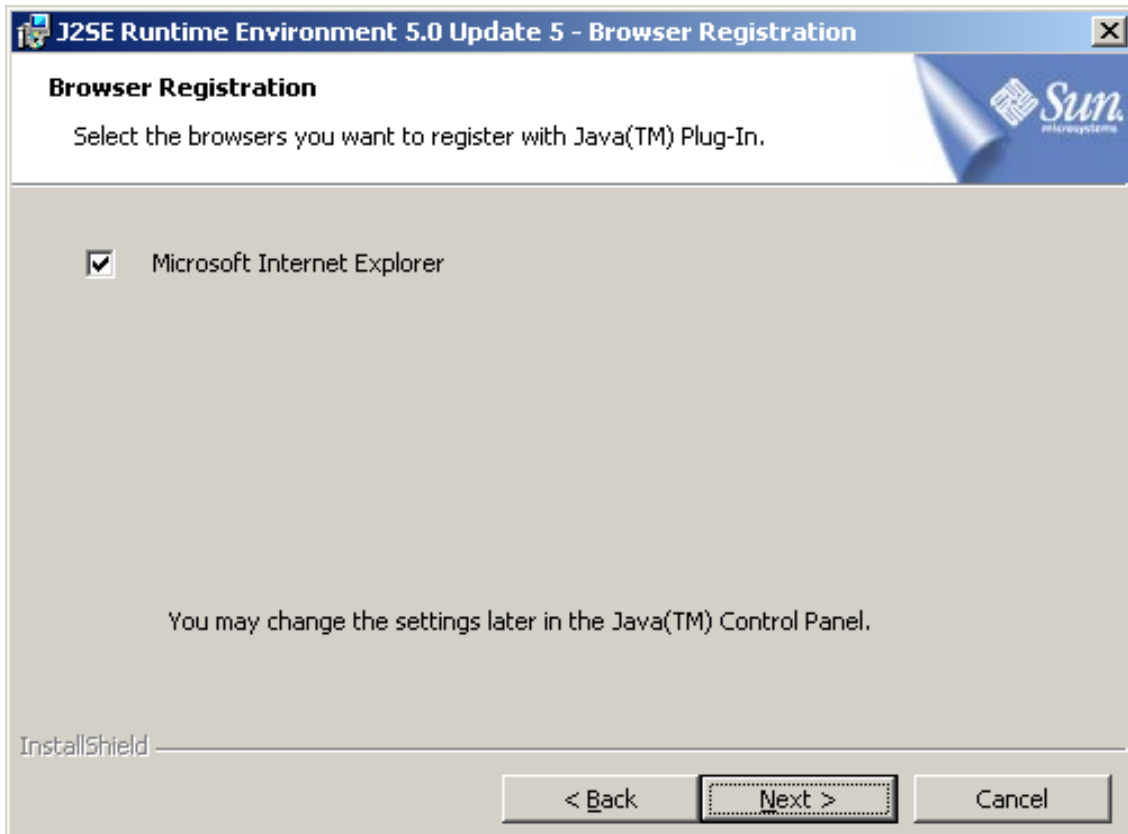 J2SE Runtime Environment 5.0 Update 5 - Browser Registration
Browser Registration
Select the browsers you want to register with Java(TM) Plug-In.
Sun
microsystems
Microsoft Internet Explorer
You may change the settings later in the Java(TM) Control Panel.
InstallShield
< Back
Next >
Cancel